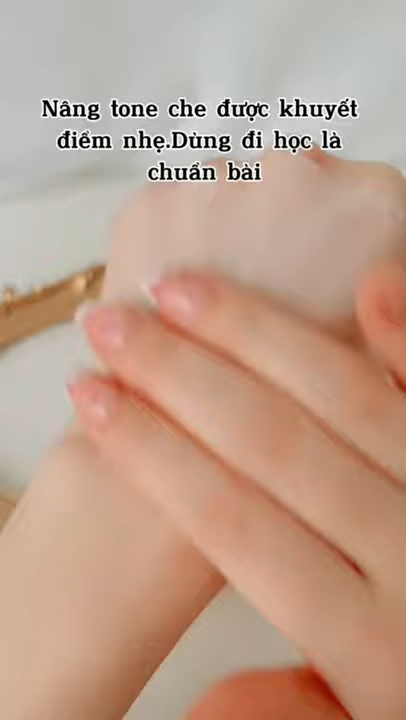 Nâng tone che được khuyết
điểm nhẹ.Dùng đi học là
chuẩn bài